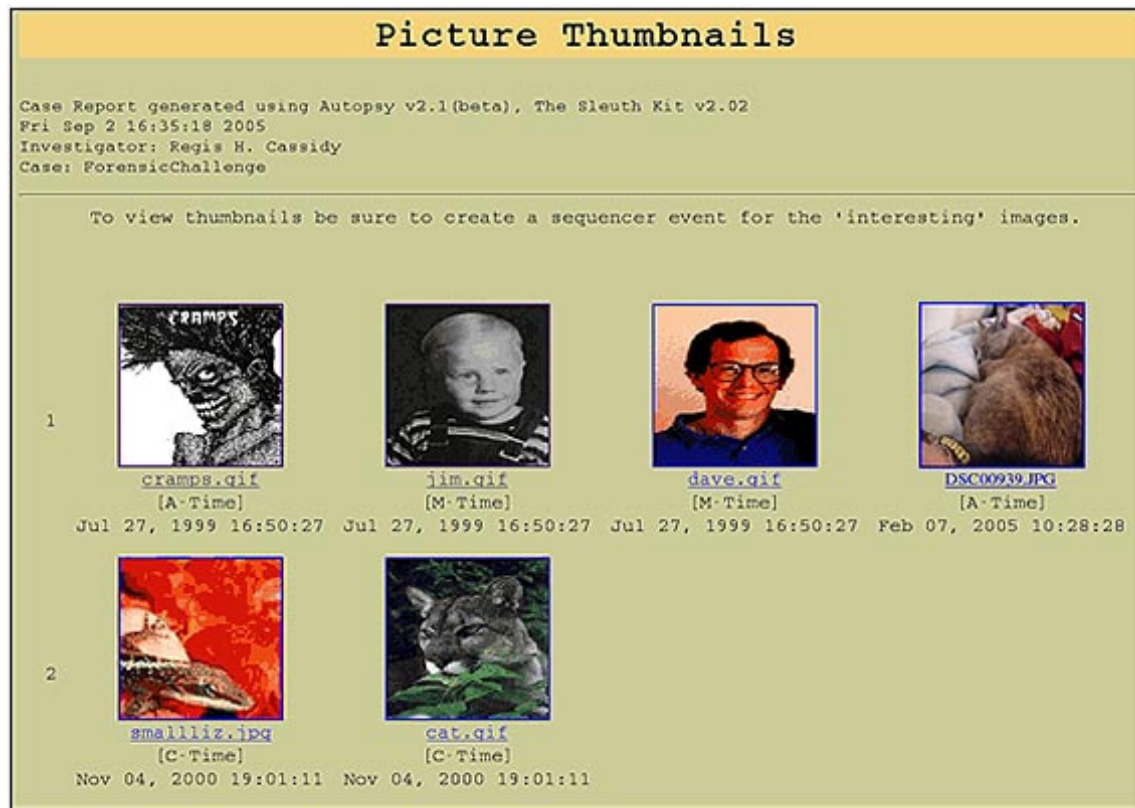 Picture Thumbnails
Case Report generated using Autopsy v2.1(beta), The Sleuth Kit v2.02
Fri Sep 2 16:35:18 2005
Investigator: Regis H. Cassidy
Case: ForensicChallenge
To view thumbnails be sure to create a sequencer event for the 'interesting' images.
CRAMPS
1
cramps.gif jim.gif dave.gif DSC00939.JPG
[A-Time] [M-Time] [M-Time] [A-Time]
Jul 27, 1999 16:50:27 Jul 27, 1999 16:50:27 Jul 27, 1999 16:50:27 Feb 07, 2005 10:28:28
2
smallliz.jpg cat.gif
[C-Time] [C-Time]
Nov 04, 2000 19:01:11 Nov 04, 2000 19:01:11